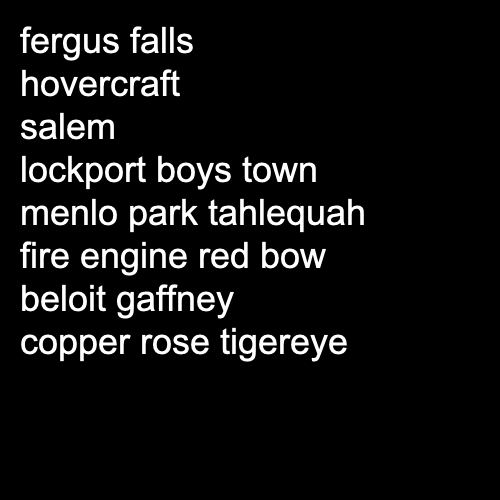 fergus falls
hovercraft
salem
lockport boys town
menlo park tahlequah
fire engine red bow
beloit gaffney
copper rose tigereye